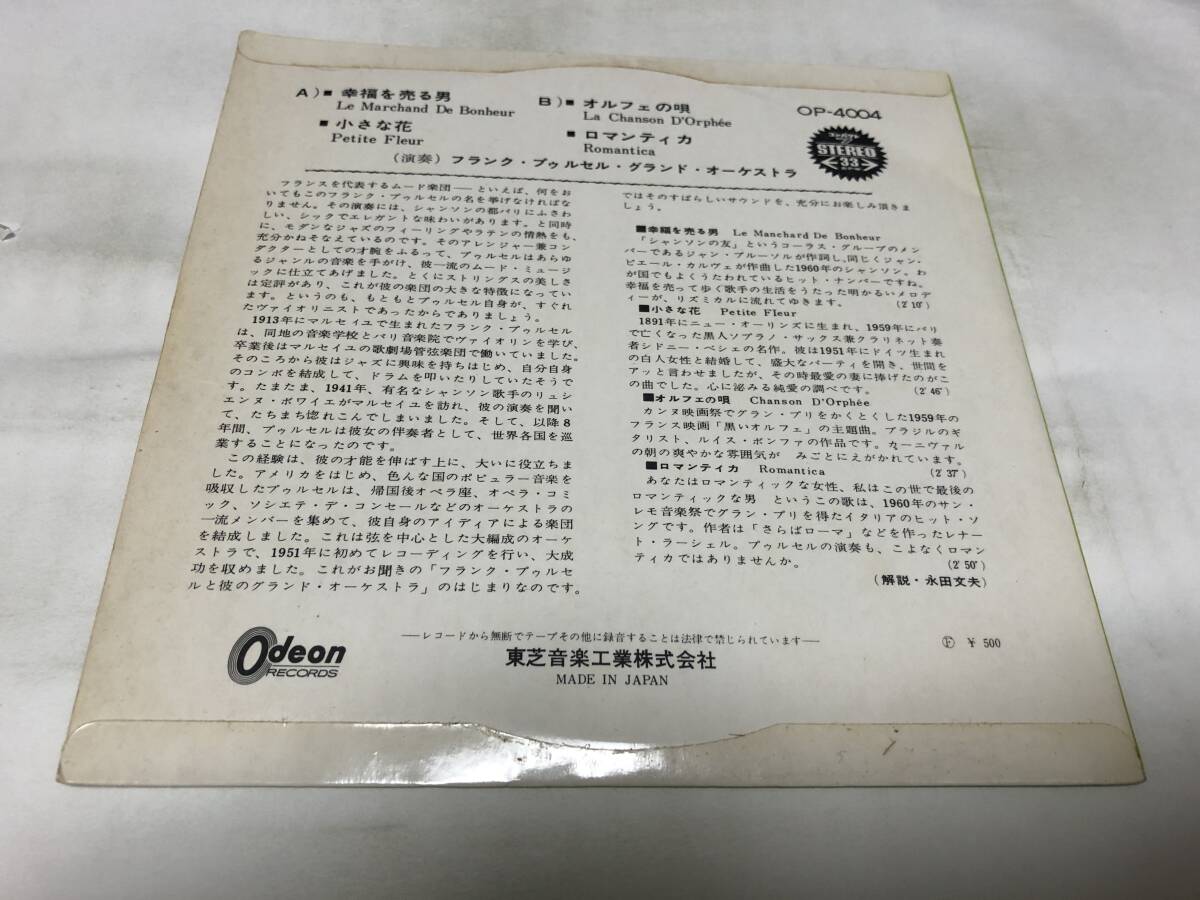 A)■ 幸福を売る男
Le Marchand De Bonheur
■ 小さな花
Petite Fleur
B)■ オルフェの唄
La Chanson D'Orphée
■ ロマンティカ
Romantica
(演奏) フランク・プゥルセル・グランド・オーケストラ
OP-4004
STEREO
33
フランスを代表するムード楽団——といえば、何をお
いてもこのフランク・プゥルセルの名を挙げなければな
りません。その演奏には、シャンソンの都パリにふさわ
しい、シックでエレガントな味わいがあります。と同時
に、モダンなジャズのフィーリングやラテンの情熱をも、
充分かねそなえているのです。そのアレンジャー兼コン
ダクターとしての才腕をふるって、プゥルセルはあらゆ
るジャンルの音楽を手がけ、彼一流のムード・ミュージ
ックに仕立てあげました。とくにストリングスの美しさ
は定評があり、これが彼の楽団の大きな特徴になってい
ます。というのも、もともとプゥルセル自身が、すぐれ
たヴァイオリニストであったからでありましょう。
1913年にマルセイユで生まれたフランク・プゥルセル
は、同地の音楽学校とパリ音楽院でヴァイオリンを学び、
卒業後はマルセイユの歌劇場管弦楽団で働いていました。
そのころから彼はジャズに興味を持ちはじめ、自分自身
のコンボを結成して、ドラムを叩いたりしていたそうで
す。たまたま、1941年、有名なシャンソン歌手のリュシ
エンヌ・ボワイエがマルセイユを訪れ、彼の演奏を聞い
て、たちまち惚れこんでしまいました。そして、以降8
年間、プゥルセルは彼女の伴奏者として、世界各国を巡
業することになったのです。
この経験は、彼の才能を伸ばす上に、大いに役立ちま
した。アメリカをはじめ、色んな国のポピュラー音楽を
吸収したプゥルセルは、帰国後オペラ座、オペラ・コミ
ック、ソシエテ・デ・コンセールなどのオーケストラの
一流メンバーを集めて、彼自身のアイディアによる楽団
を結成しました。これは弦を中心とした大編成のオーケ
ストラで、1951年に初めてレコーディングを行い、大成
功を収めました。これがお聞きの「フランク・プゥルセ
ルと彼のグランド・オーケストラ」のはじまりなのです。
ではそのすばらしいサウンドを、充分にお楽しみ頂きま
しょう。
■幸福を売る男 Le Manchard De Bonheur
「シャンソンの友」というコーラス・グループのメン
バーであるジャン・ブルーソルが作詞し、同じくジャン・
ピエール・カルヴェが作曲した1960年のシャンソン。わ
が国でもよくうたわれているヒット・ナンバーですね。
幸福を売って歩く歌手の生活をうたった明かるいメロデ
ィーが、リズミカルに流れてゆきます。 (2'10")
■小さな花 Petite Fleur
1891年にニュー・オーリンズに生まれ、1959年にパリ
で亡くなった黒人ソプラノ・サックス兼クラリネット奏
者シドニー・ベシェの名作。彼は1951年にドイツ生まれ
の白人女性と結婚して、盛大なパーティを開き、世間を
アッと言わせましたが、その時最愛の妻に捧げたのがこ
の曲でした。心に泌みる純愛の調べです。 (2'46")
■オルフェの唄 Chanson D'Orphée
カンヌ映画祭でグラン・プリをかくとくした1959年の
フランス映画「黒いオルフェ」の主題曲。ブラジルのギ
タリスト、ルイス・ボンファの作品です。カーニヴァル
の朝の爽やかな雰囲気が みごとにえがかれています。
(2'37")
■ロマンティカ Romantica
あなたはロマンティックな女性、私はこの世で最後の
ロマンティックな男 というこの歌は、1960年のサン・
レモ音楽祭でグラン・プリを得たイタリアのヒット・ソ
ングです。作者は「さらばローマ」などを作ったレナー
ト・ラーシェル。プゥルセルの演奏も、こよなくロマン
ティカではありませんか。 (2'50")
(解説・永田文夫)
Odeon
RECORDS
——レコードから無断でテープその他に録音することは法律で禁じられています——
東芝音楽工業株式会社
MADE IN JAPAN
Ⓕ ¥ 500